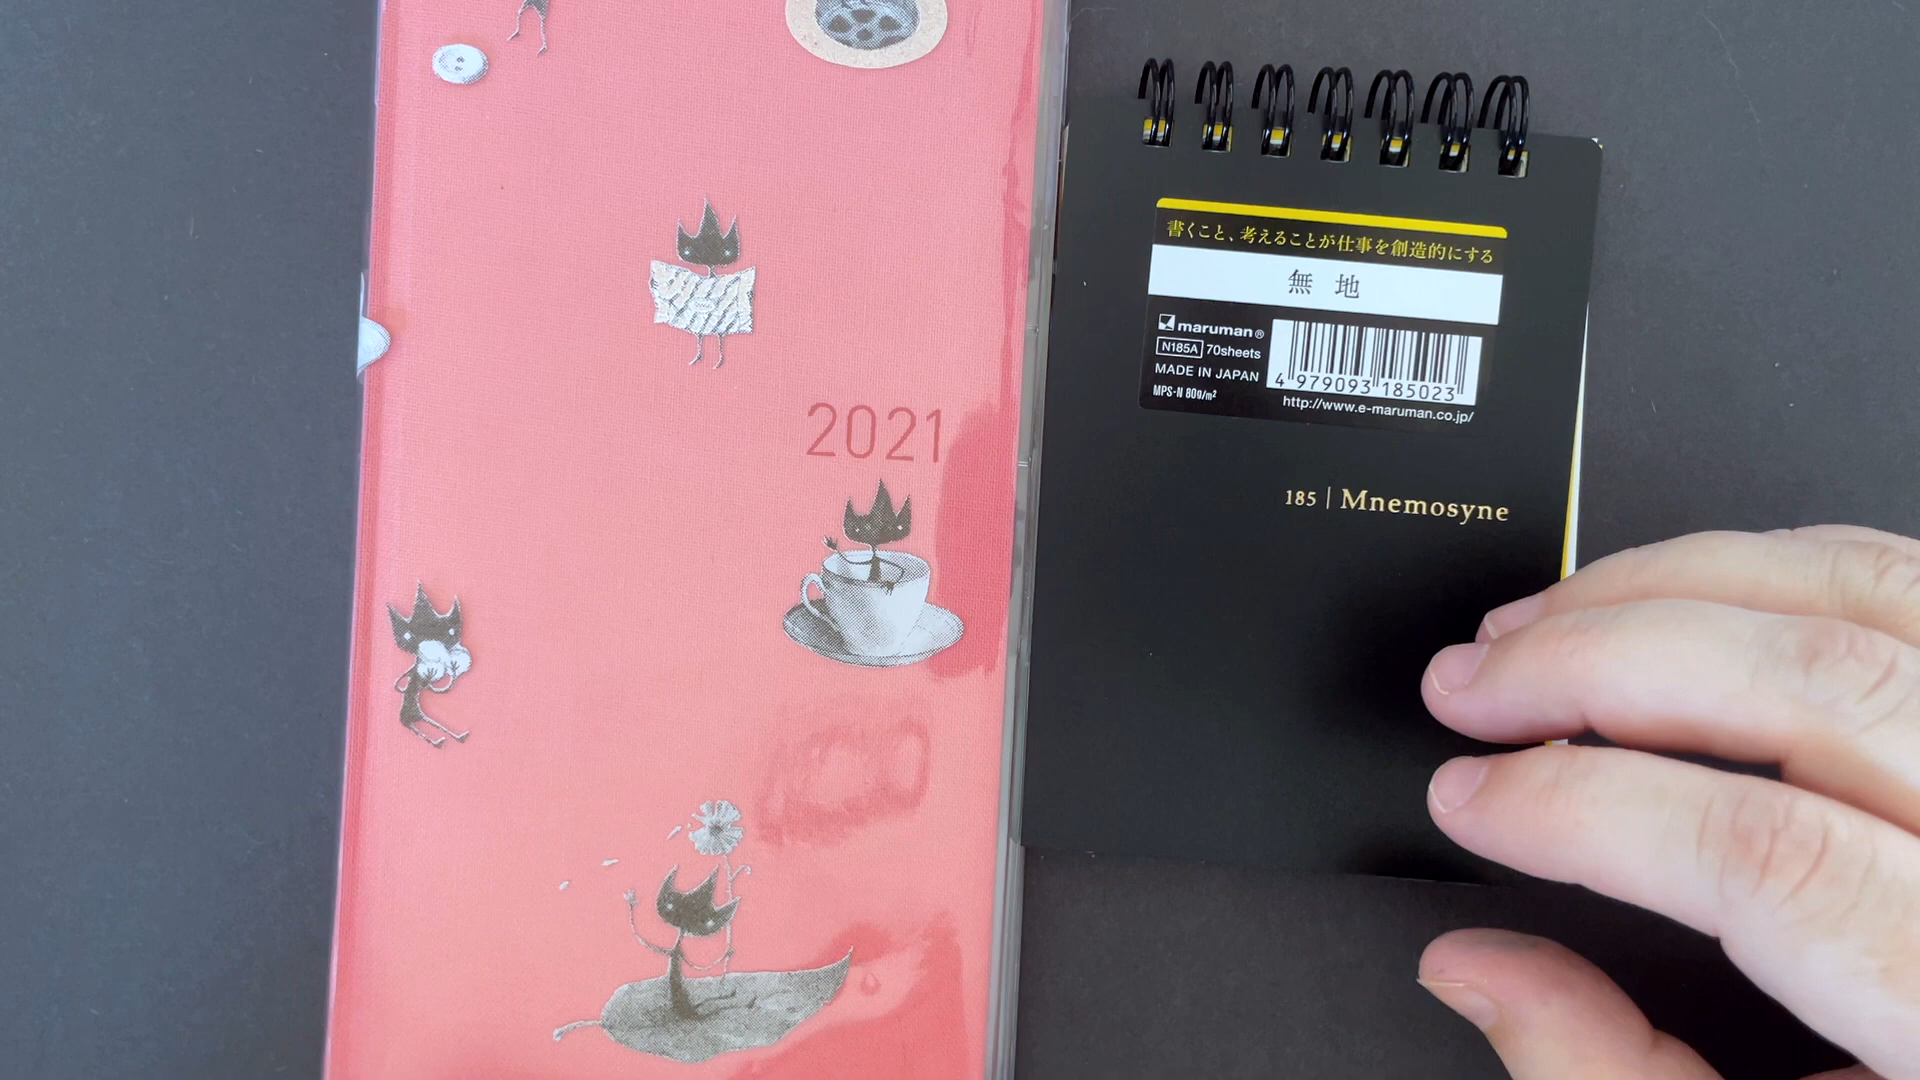 2021
書くこと、考えることが仕事を創造的にする
無地
maruman®
N185A 70sheets
MADE IN JAPAN
MPS-N 80g/m²
4 979093 185023
http://www.e-maruman.co.jp/
185 | Mnemosyne